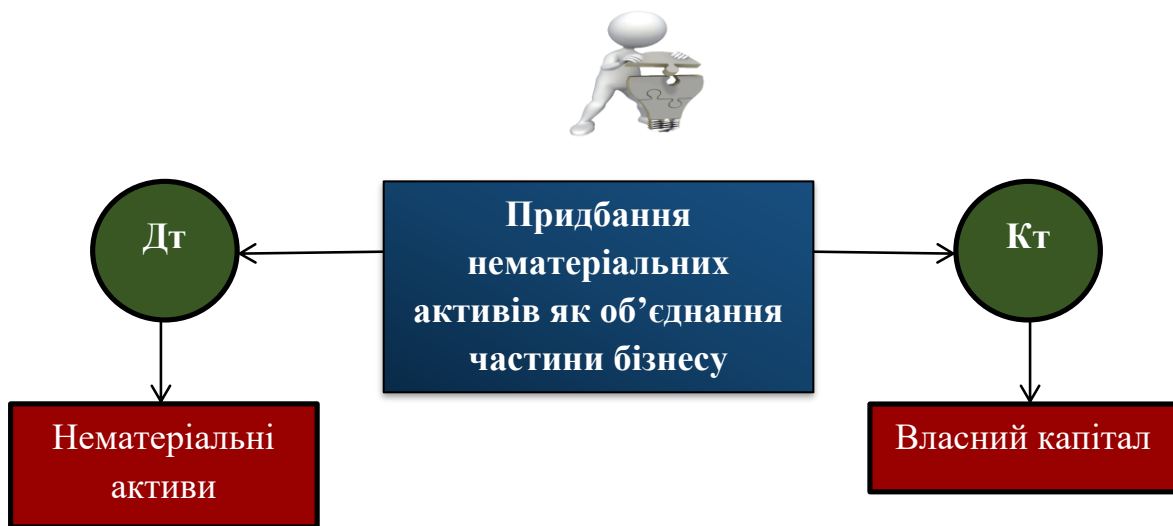 Придбання
нематеріальних
активів як об’єднання
частини бізнесу
Дт
Кт
Нематеріальні
активи
Власний капітал